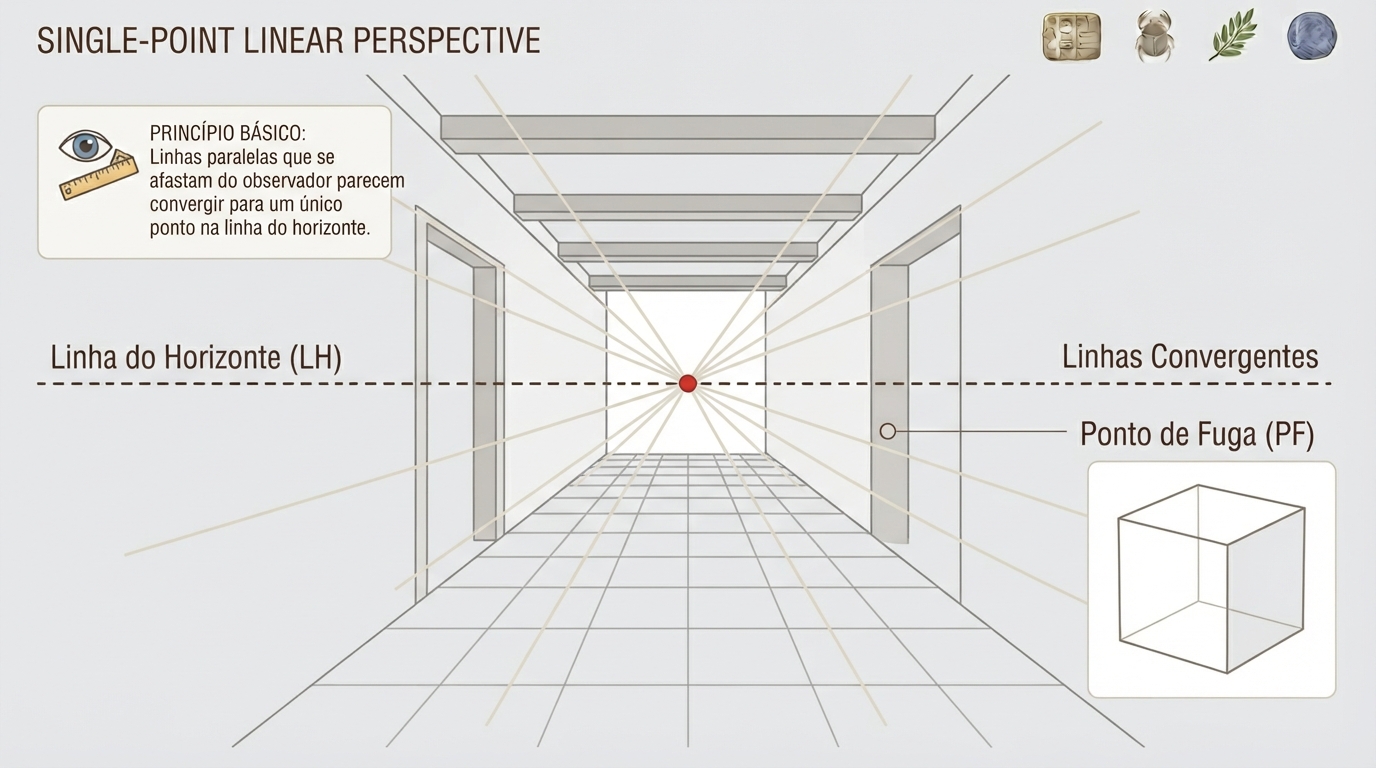 SINGLE-POINT LINEAR PERSPECTIVE
PRINCÍPIO BÁSICO:
Linhas paralelas que se
afastam do observador parecem
convergir para um único
ponto na linha do horizonte.
Linha do Horizonte (LH)
Linhas Convergentes
Ponto de Fuga (PF)